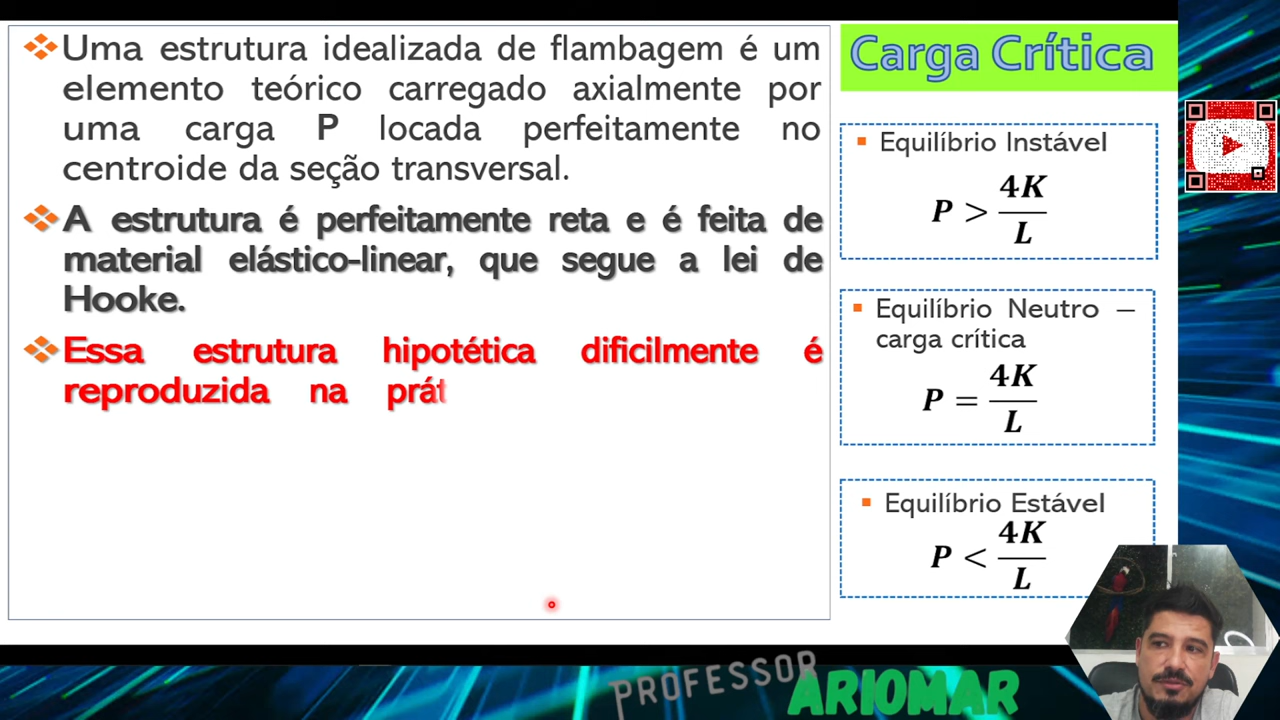 Uma estrutura idealizada de flambagem é um
elemento teórico carregado axialmente por
uma carga P locada perfeitamente no
centroide da seção transversal.
A estrutura é perfeitamente reta e é feita de
material elástico-linear, que segue a lei de
Hooke.
Essa estrutura hipotética dificilmente é
reproduzida na prát
Carga Crítica
Equilíbrio Instável
P > 4K/L
Equilíbrio Neutro –
carga crítica
P = 4K/L
Equilíbrio Estável
P < 4K/L
PROFESSOR
ARIOMAR